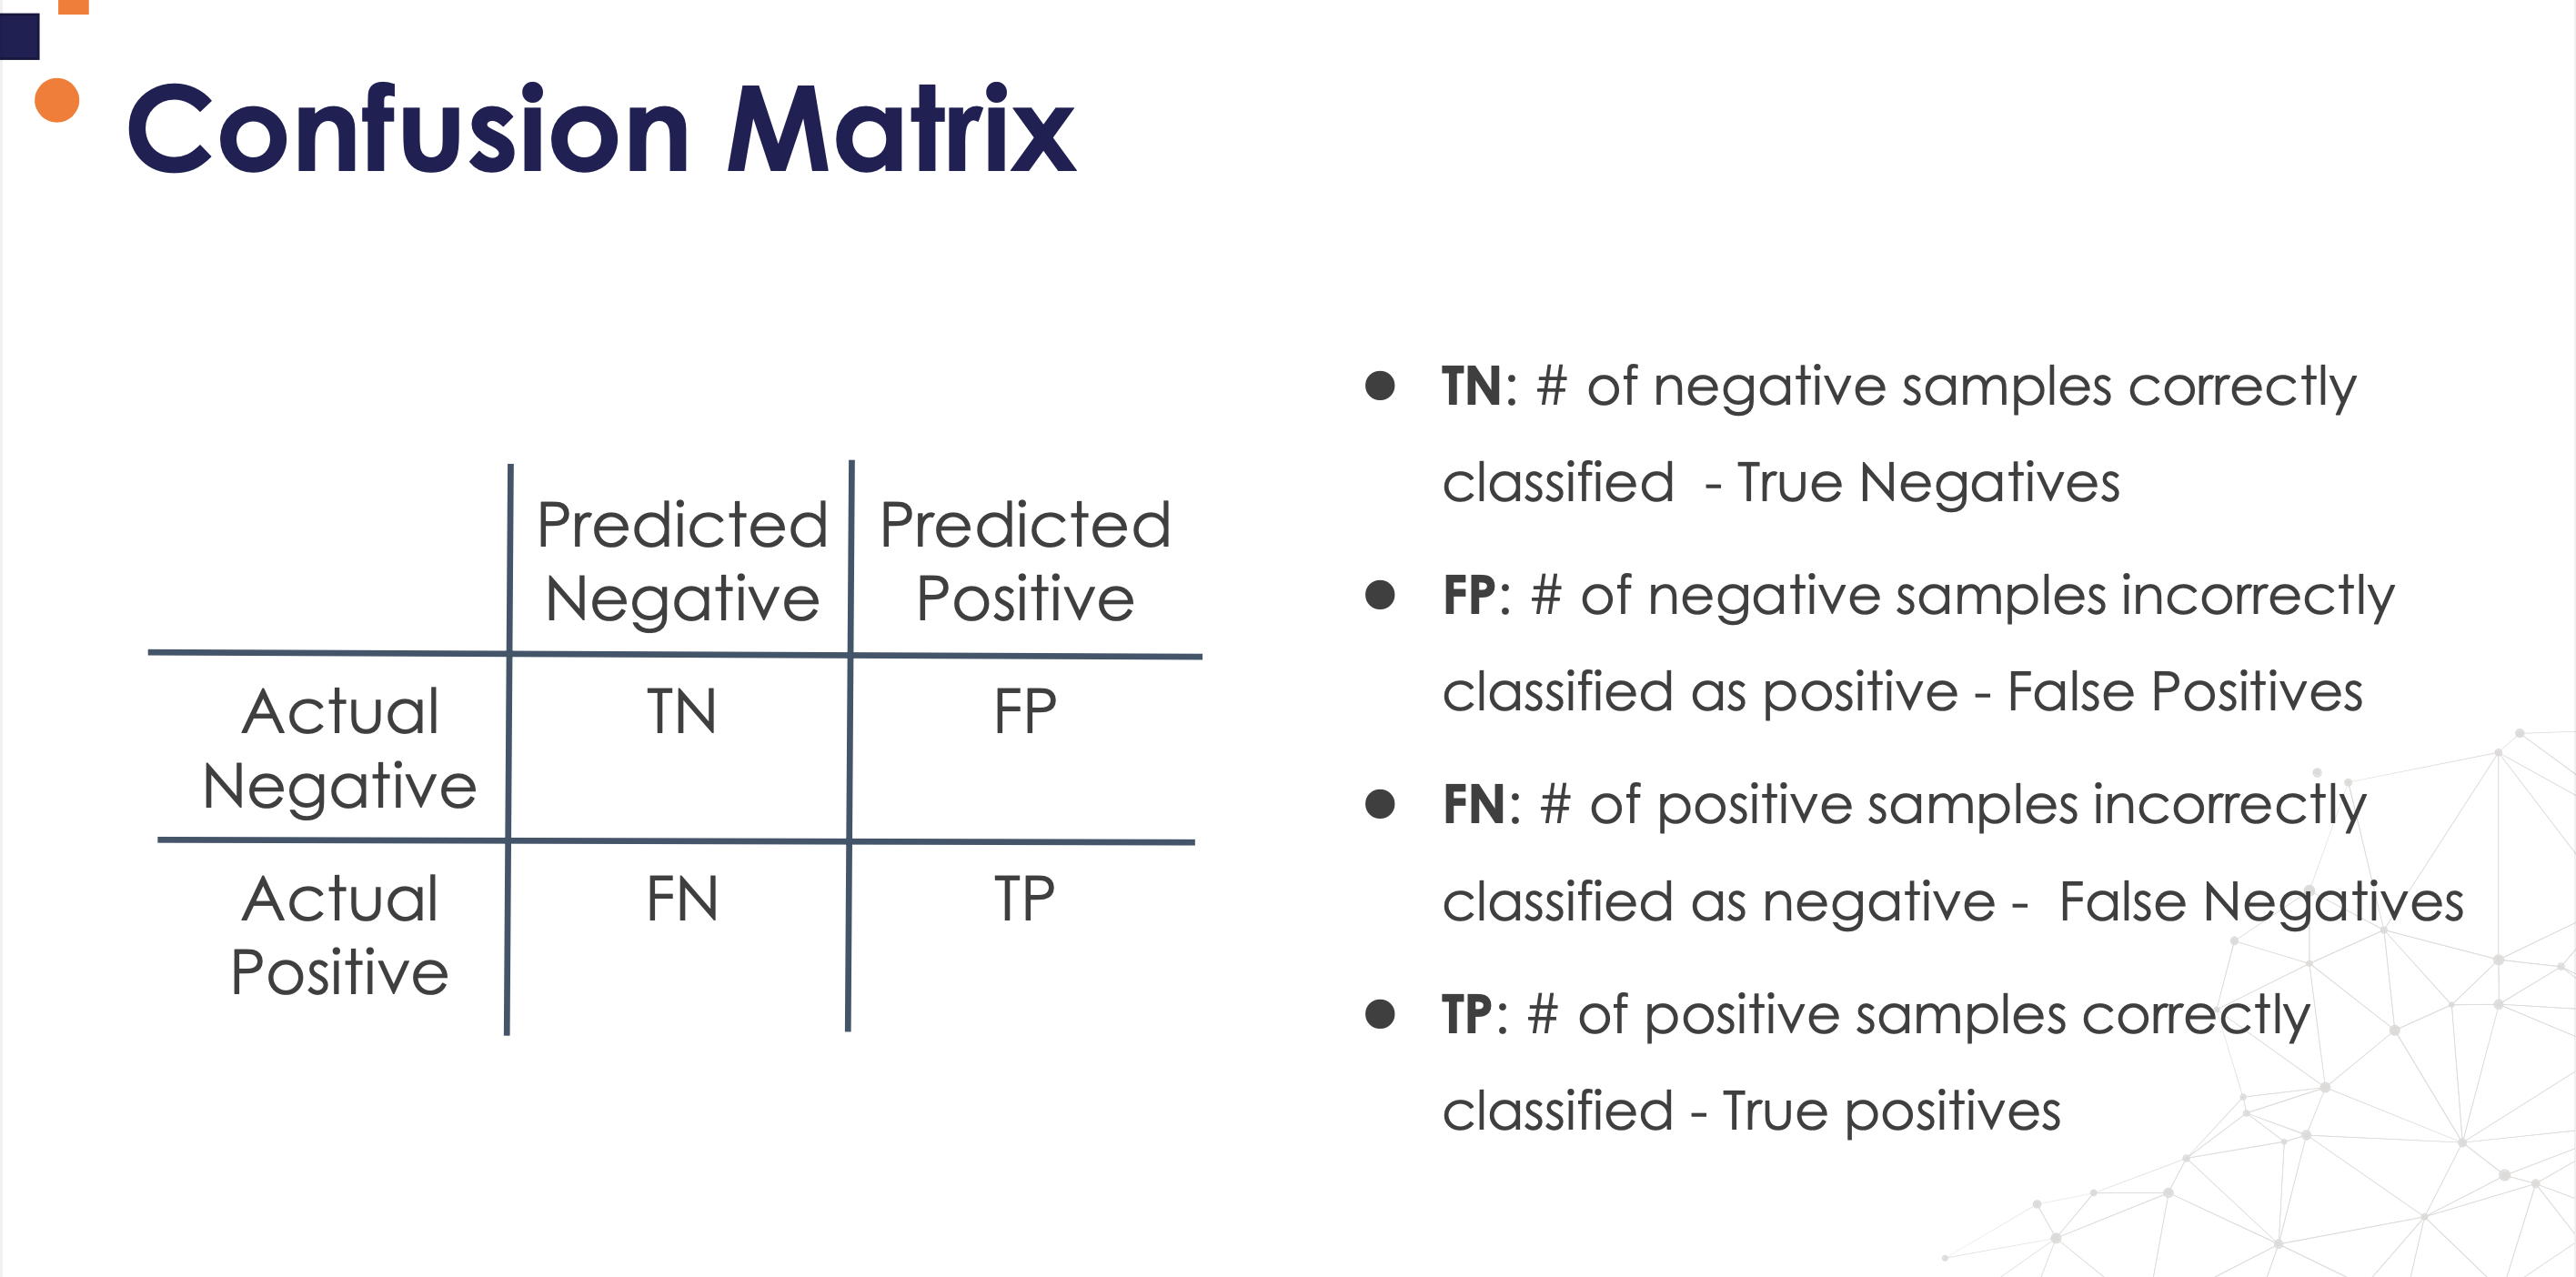 Confusion Matrix
Predicted Negative
Predicted Positive
Actual Negative
TN
FP
Actual Positive
FN
TP
● TN: # of negative samples correctly
classified  - True Negatives
● FP: # of negative samples incorrectly
classified as positive - False Positives
● FN: # of positive samples incorrectly
classified as negative -  False Negatives
● TP: # of positive samples correctly
classified - True positives